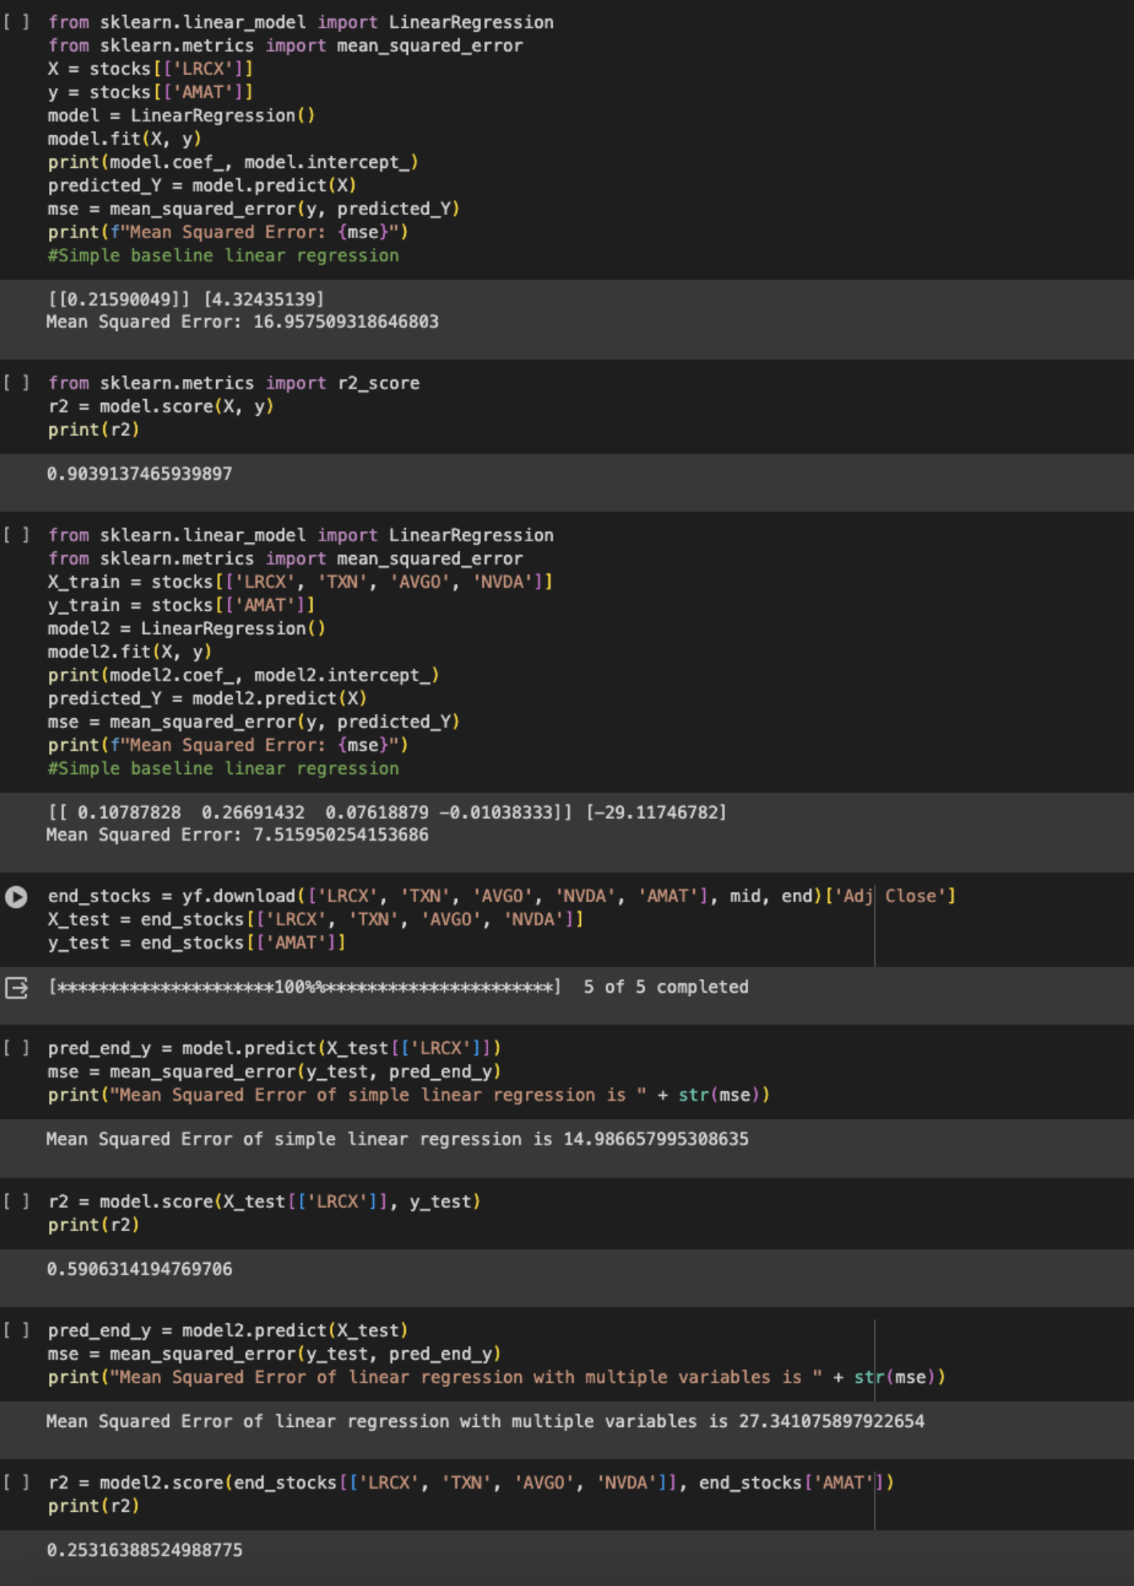 [ ] from sklearn.linear_model import LinearRegression
from sklearn.metrics import mean_squared_error
X = stocks[['LRCX']]
y = stocks[['AMAT']]
model = LinearRegression()
model.fit(X, y)
print(model.coef_, model.intercept_)
predicted_Y = model.predict(X)
mse = mean_squared_error(y, predicted_Y)
print(f"Mean Squared Error: {mse}")
#Simple baseline linear regression
[[0.21590049]] [4.32435139]
Mean Squared Error: 16.957509318646803
[ ] from sklearn.metrics import r2_score
r2 = model.score(X, y)
print(r2)
0.9039137465939897
[ ] from sklearn.linear_model import LinearRegression
from sklearn.metrics import mean_squared_error
X_train = stocks[['LRCX', 'TXN', 'AVGO', 'NVDA']]
y_train = stocks[['AMAT']]
model2 = LinearRegression()
model2.fit(X, y)
print(model2.coef_, model2.intercept_)
predicted_Y = model2.predict(X)
mse = mean_squared_error(y, predicted_Y)
print(f"Mean Squared Error: {mse}")
#Simple baseline linear regression
[[ 0.10787828  0.26691432  0.07618879 -0.01038333]] [-29.11746782]
Mean Squared Error: 7.515950254153686
end_stocks = yf.download(['LRCX', 'TXN', 'AVGO', 'NVDA', 'AMAT'], mid, end)['Adj Close']
X_test = end_stocks[['LRCX', 'TXN', 'AVGO', 'NVDA']]
y_test = end_stocks[['AMAT']]
[*********************100%%**********************]  5 of 5 completed
[ ] pred_end_y = model.predict(X_test[['LRCX']])
mse = mean_squared_error(y_test, pred_end_y)
print("Mean Squared Error of simple linear regression is " + str(mse))
Mean Squared Error of simple linear regression is 14.986657995308635
[ ] r2 = model.score(X_test[['LRCX']], y_test)
print(r2)
0.5906314194769706
[ ] pred_end_y = model2.predict(X_test)
mse = mean_squared_error(y_test, pred_end_y)
print("Mean Squared Error of linear regression with multiple variables is " + str(mse))
Mean Squared Error of linear regression with multiple variables is 27.341075897922654
[ ] r2 = model2.score(end_stocks[['LRCX', 'TXN', 'AVGO', 'NVDA']], end_stocks['AMAT'])
print(r2)
0.25316388524988775